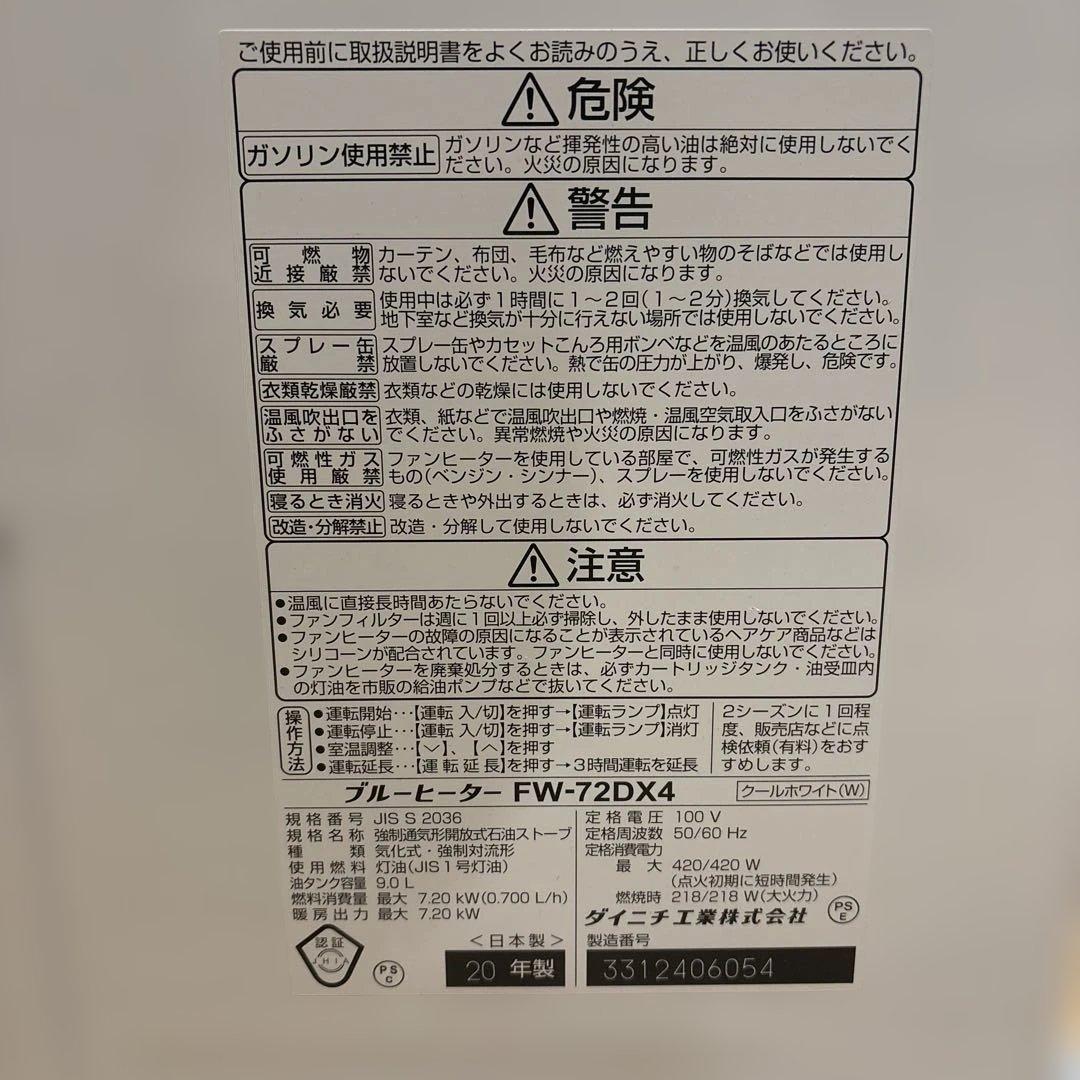 ご使用前に取扱説明書をよくお読みのうえ、正しくお使いください。
危険
ガソリン使用禁止
ガソリンなど揮発性の高い油は絶対に使用しないでく
ださい。火災の原因になります。
警告
可燃物
近接厳禁
カーテン、布団、毛布など燃えやすい物のそばなどでは使用し
ないでください。火災の原因になります。
換気必要
使用中は必ず1時間に1〜2回(1〜2分)換気してください。
地下室など換気が十分に行えない場所では使用しないでください。
スプレー缶
厳禁
スプレー缶やカセットこんろ用ボンベなどを温風のあたるところに
放置しないでください。熱で缶の圧力が上がり、爆発し、危険です。
衣類乾燥厳禁
衣類などの乾燥には使用しないでください。
温風吹出口を
ふさがない
衣類、紙などで温風吹出口や燃焼・温風空気取入口をふさがない
でください。異常燃焼や火災の原因になります。
可燃性ガス
使用厳禁
ファンヒーターを使用している部屋で、可燃性ガスが発生する
もの(ベンジン・シンナー)、スプレーを使用しないでください。
寝るとき消火
寝るときや外出するときは、必ず消火してください。
改造・分解禁止
改造・分解して使用しないでください。
注意
●温風に直接長時間あたらないでください。
●ファンフィルターは週に1回以上必ず掃除し、外したまま使用しないでください。
●ファンヒーターの故障の原因になることが表示されているヘアケア商品などは
シリコーンが配合されています。ファンヒーターと同時に使用しないでください。
●ファンヒーターを廃棄処分するときは、必ずカートリッジタンク・油受皿内
の灯油を市販の給油ポンプなどで抜いてください。
操作方法
●運転開始･･･【運転 入/切】を押す→【運転ランプ】点灯
●運転停止･･･【運転 入/切】を押す→【運転ランプ】消灯
●室温調整･･･【﹀】、【︿】を押す
●運転延長･･･【運転延長】を押す→3時間運転を延長
2シーズンに1回程
度、販売店などに点
検依頼(有料)をおす
すめします。
ブルーヒーター FW-72DX4
クールホワイト(W)
規格番号 JIS S 2036
規格名称 強制通気形開放式石油ストーブ
種類 気化式・強制対流形
使用燃料 灯油(JIS1号灯油)
油タンク容量 9.0 L
燃料消費量 最大 7.20 kW(0.700 L/h)
暖房出力 最大 7.20 kW
定格電圧 100 V
定格周波数 50/60 Hz
定格消費電力
最大 420/420 W
(点火初期に短時間発生)
燃焼時 218/218 W(大火力)
ダイニチ工業株式会社
PS
E
認証
JHIA
PS
C
<日本製>
20 年製
製造番号
3312406054